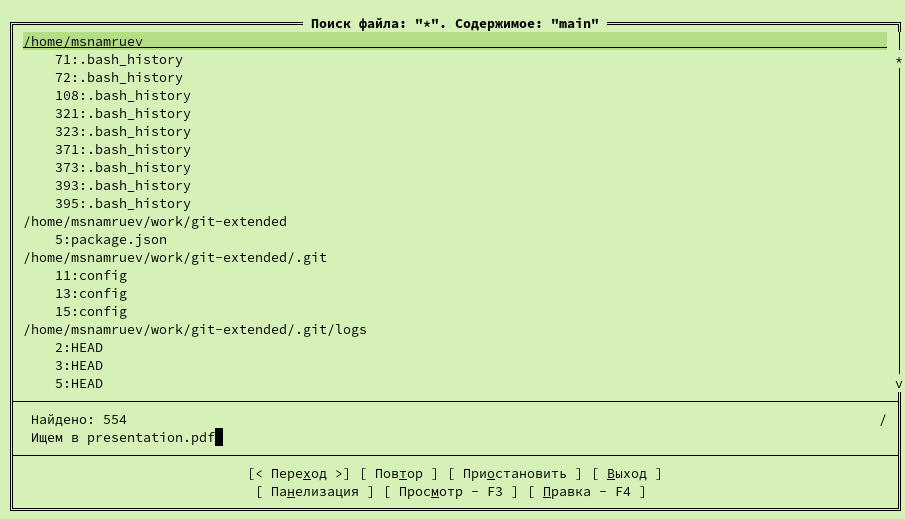 Поиск файла: "*". Содержимое: "main"
/home/msnamruev
71:.bash_history
72:.bash_history
108:.bash_history
321:.bash_history
323:.bash_history
371:.bash_history
373:.bash_history
393:.bash_history
395:.bash_history
/home/msnamruev/work/git-extended
5:package.json
/home/msnamruev/work/git-extended/.git
11:config
13:config
15:config
/home/msnamruev/work/git-extended/.git/logs
2:HEAD
3:HEAD
5:HEAD
Найдено: 554 /
Ищем в presentation.pdf
[< Переход >] [ Повтор ] [ Приостановить ] [ Выход ]
[ Панелизация ] [ Просмотр - F3 ] [ Правка - F4 ]